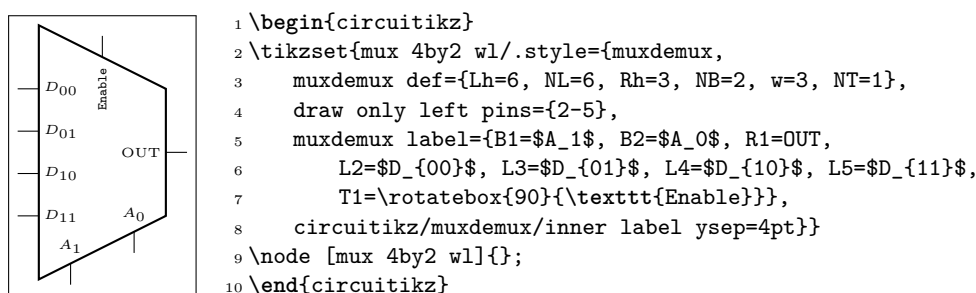 D00
D01
D10
D11
Enable
OUT
A0
A1
1 \begin{circuitikz}
2 \tikzset{mux 4by2 wl/.style={muxdemux,
3     muxdemux def={Lh=6, NL=6, Rh=3, NB=2, w=3, NT=1},
4     draw only left pins={2-5},
5     muxdemux label={B1=$A_1$, B2=$A_0$, R1=OUT,
6         L2=$D_{00}$, L3=$D_{01}$, L4=$D_{10}$, L5=$D_{11}$,
7         T1=\rotatebox{90}{\texttt{Enable}}},
8     circuitikz/muxdemux/inner label ysep=4pt}}
9 \node [mux 4by2 wl]{};
10 \end{circuitikz}